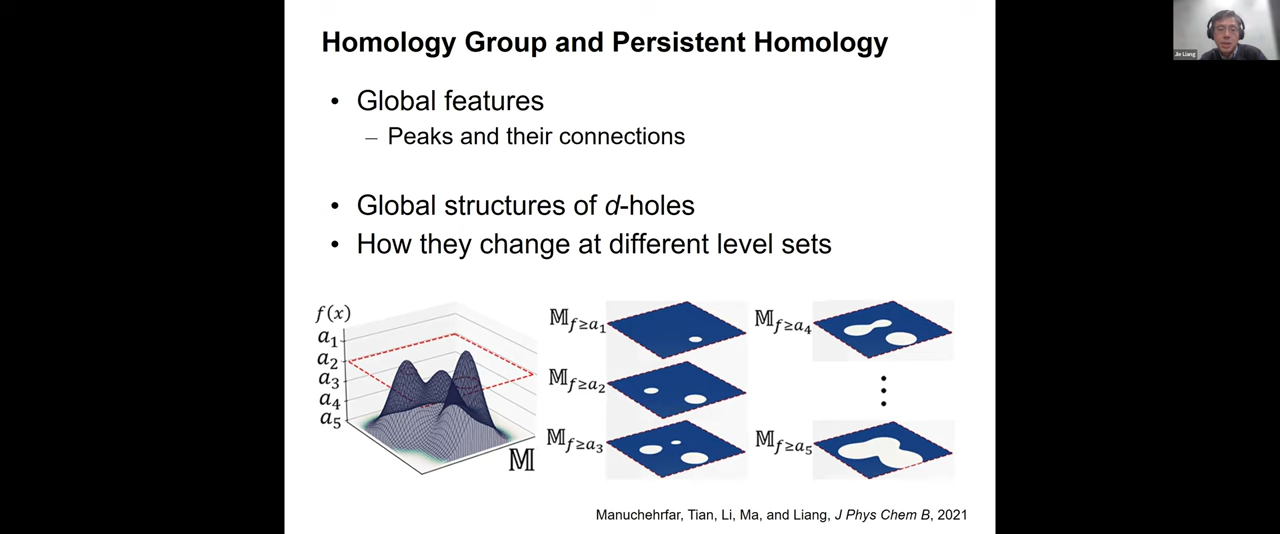 Homology Group and Persistent Homology
Jie Liang
• Global features
– Peaks and their connections
• Global structures of d-holes
• How they change at different level sets
f(x)
a₁
a₂
a₃
a₄
a₅
𝕄
𝕄f≥a₁
𝕄f≥a₂
𝕄f≥a₃
𝕄f≥a₄
⋮
𝕄f≥a₅
Manuchehrfar, Tian, Li, Ma, and Liang, J Phys Chem B, 2021